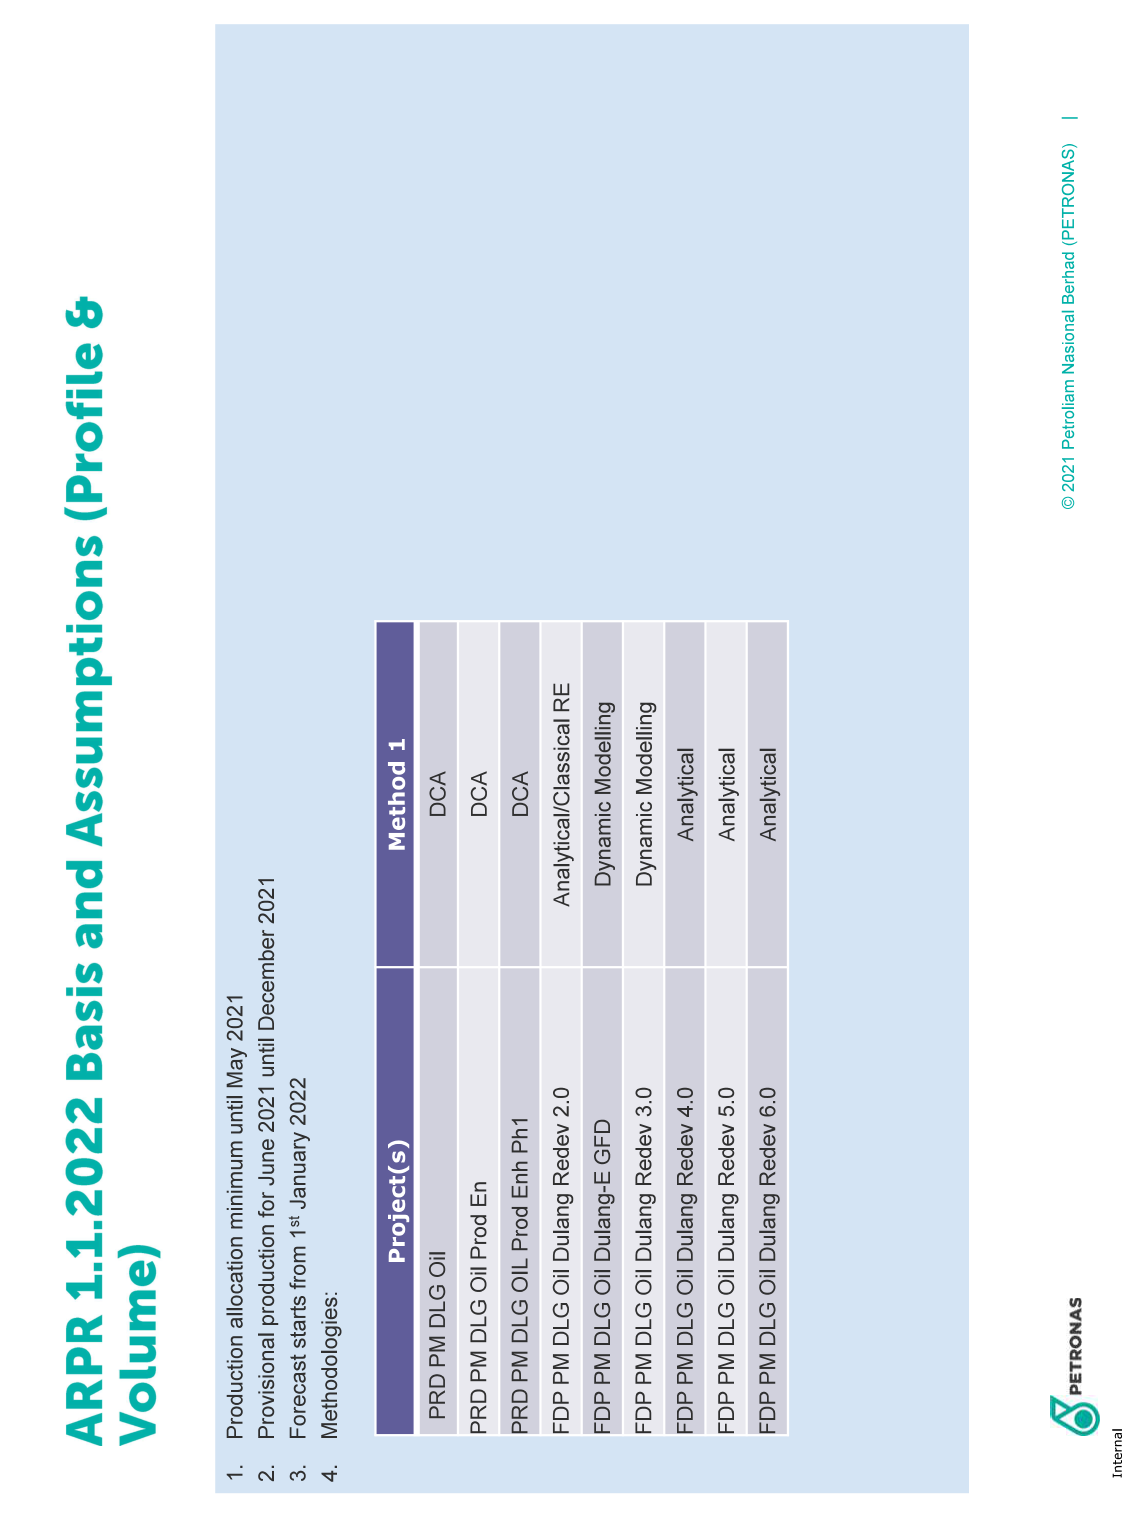 ARPR 1.1.2022 Basis and Assumptions (Profile &
Volume)
1. Production allocation minimum until May 2021
2. Provisional production for June 2021 until December 2021
3. Forecast starts from 1st January 2022
4. Methodologies:
Project(s) Method 1
PRD PM DLG Oil DCA
PRD PM DLG Oil Prod En DCA
PRD PM DLG OIL Prod Enh Ph1 DCA
FDP PM DLG Oil Dulang Redev 2.0 Analytical/Classical RE
FDP PM DLG Oil Dulang-E GFD Dynamic Modelling
FDP PM DLG Oil Dulang Redev 3.0 Dynamic Modelling
FDP PM DLG Oil Dulang Redev 4.0 Analytical
FDP PM DLG Oil Dulang Redev 5.0 Analytical
FDP PM DLG Oil Dulang Redev 6.0 Analytical
PETRONAS
© 2021 Petroliam Nasional Berhad (PETRONAS) |
Internal